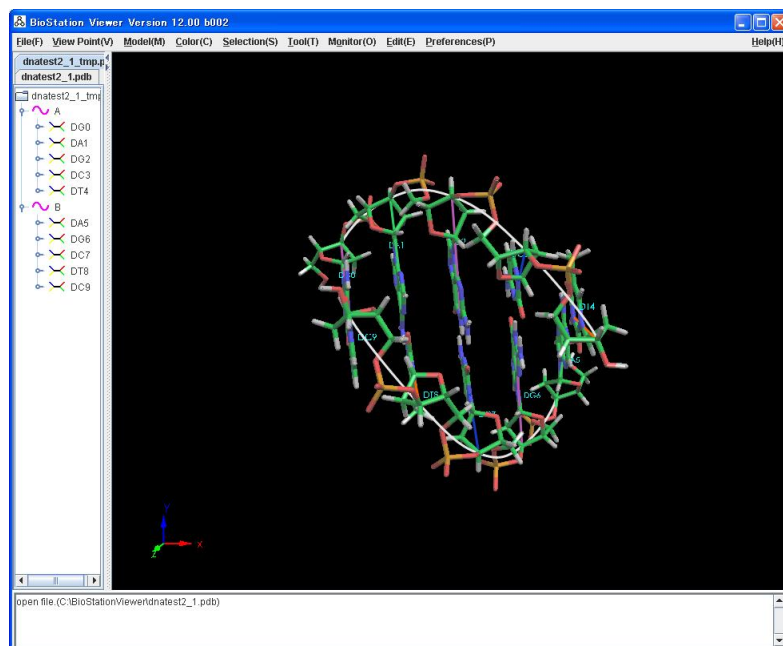 BioStation Viewer Version 12.00 b002
File(F) View Point(V) Model(M) Color(C) Selection(S) Tool(T) Monitor(O) Edit(E) Preferences(P) Help(H)
dnatest2_1_tmp.p
dnatest2_1.pdb
dnatest2_1_tmp
A
DG0
DA1
DG2
DC3
DT4
B
DA5
DG6
DC7
DT8
DC9
DA1
DG0
DT4
DC9
DT8
DG6
Y
X
Z
open file.(C:\BioStationViewer\dnatest2_1.pdb)